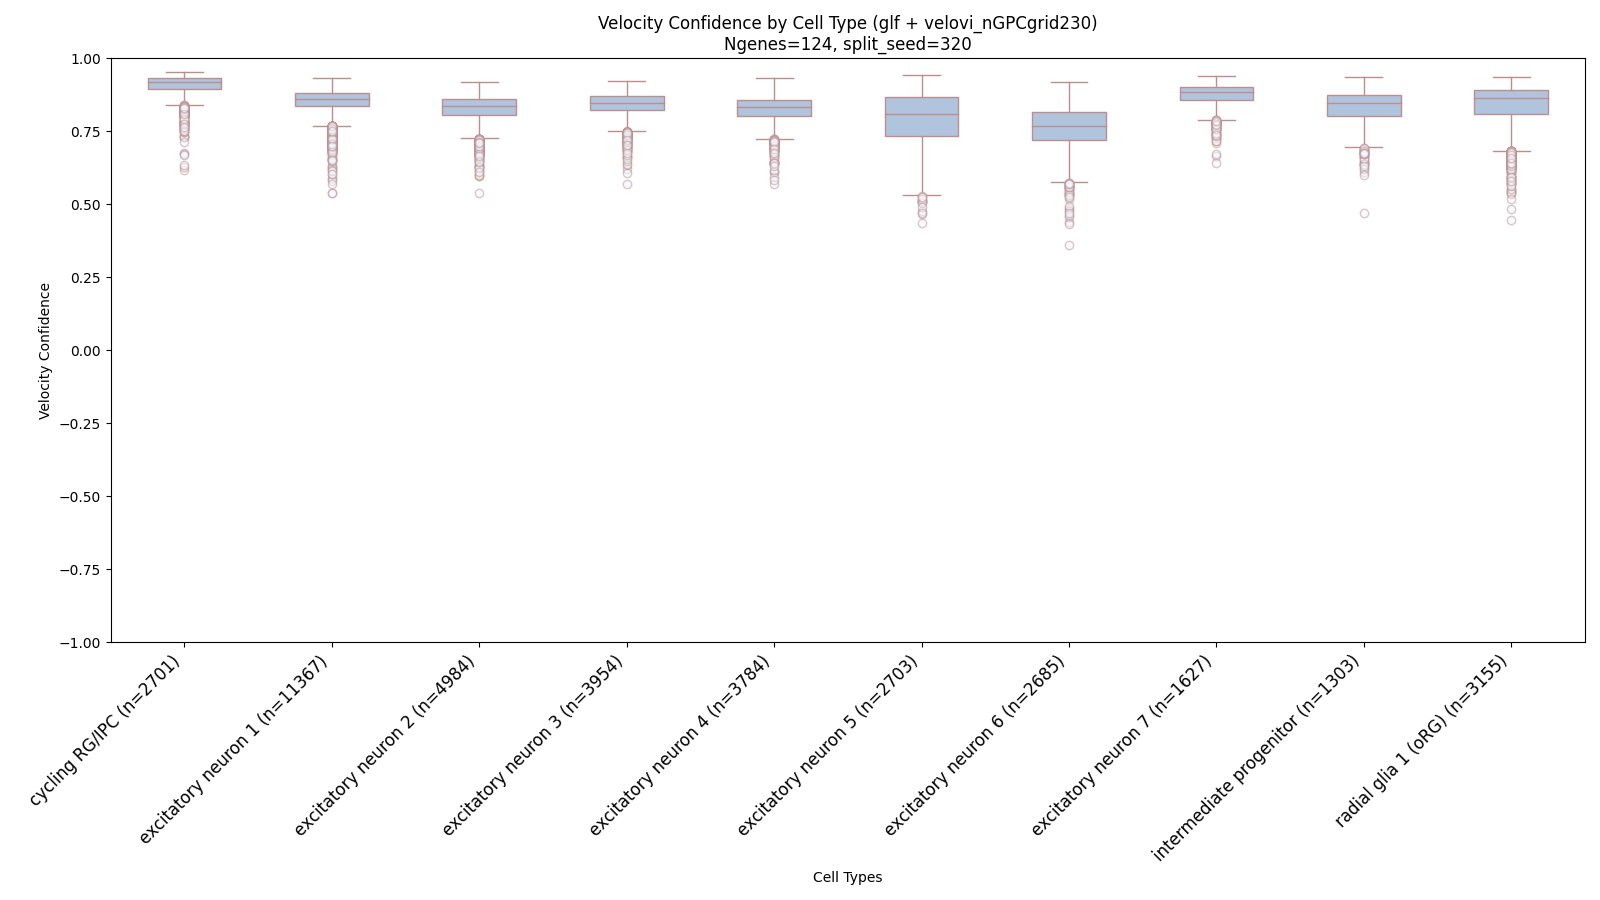 Velocity Confidence by Cell Type (glf + velovi_nGPCgrid230)
Ngenes=124, split_seed=320
1.00
0.75
0.50
0.25
0.00
−0.25
−0.50
−0.75
−1.00
Velocity Confidence
cycling RG/IPC (n=2701)
excitatory neuron 1 (n=11367)
excitatory neuron 2 (n=4984)
excitatory neuron 3 (n=3954)
excitatory neuron 4 (n=3784)
excitatory neuron 5 (n=2703)
excitatory neuron 6 (n=2685)
excitatory neuron 7 (n=1627)
intermediate progenitor (n=1303)
radial glia 1 (oRG) (n=3155)
Cell Types